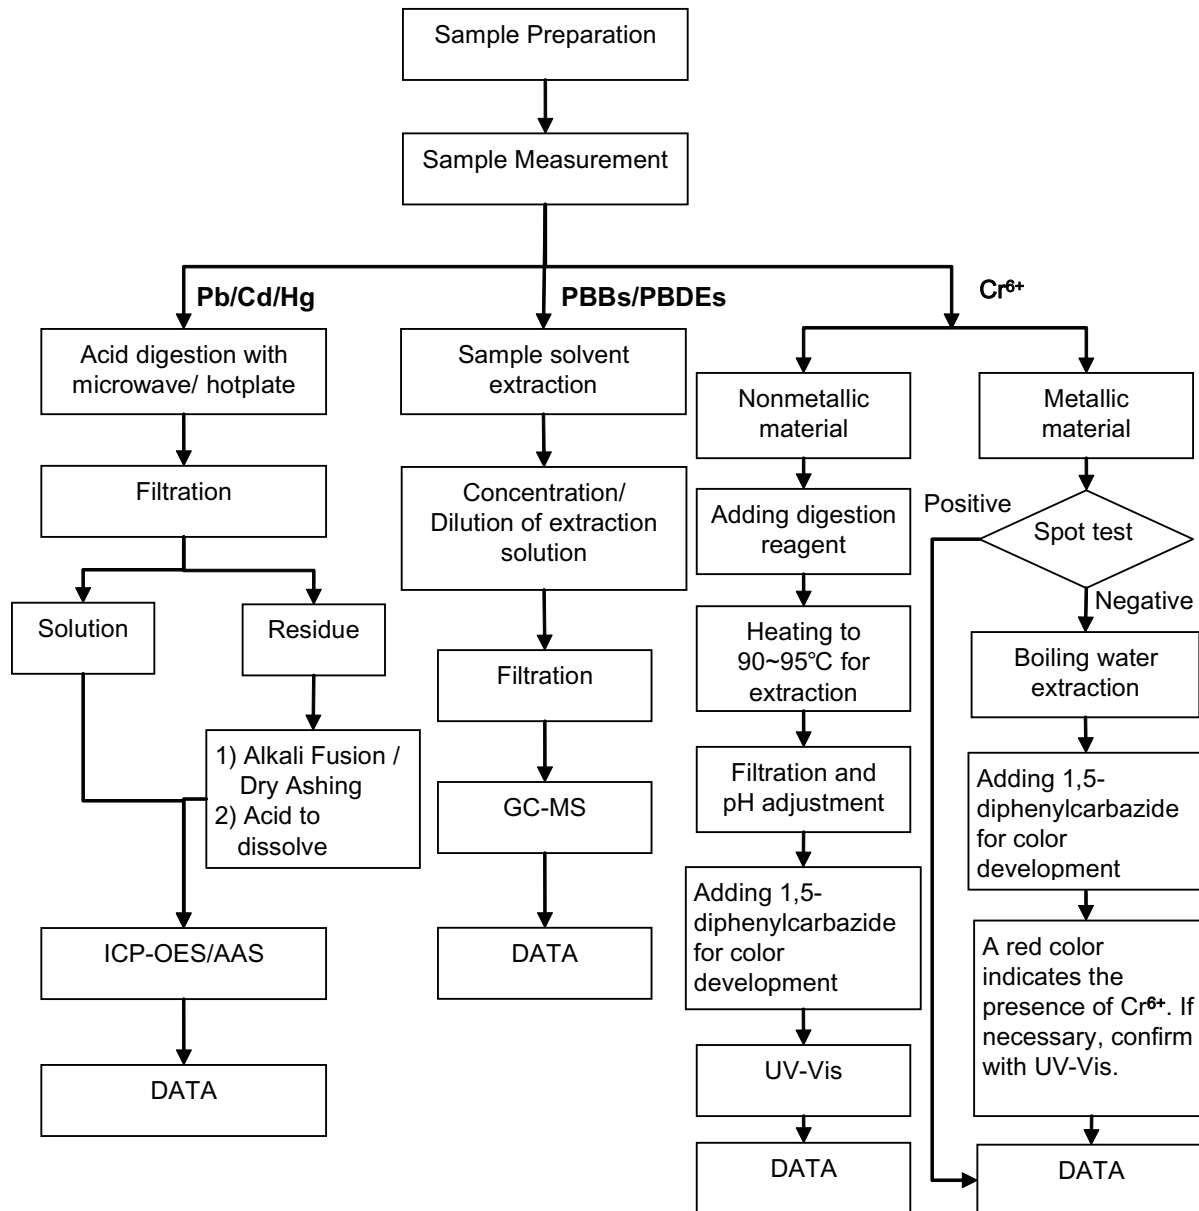 Sample Preparation
Sample Measurement
Pb/Cd/Hg
PBBs/PBDEs
Cr⁶⁺
Acid digestion with
microwave/ hotplate
Filtration
Solution
Residue
1) Alkali Fusion /
Dry Ashing
2) Acid to
dissolve
ICP-OES/AAS
DATA
Sample solvent
extraction
Concentration/
Dilution of extraction
solution
Filtration
GC-MS
DATA
Nonmetallic
material
Adding digestion
reagent
Heating to
90~95℃ for
extraction
Filtration and
pH adjustment
Adding 1,5-
diphenylcarbazide
for color
development
UV-Vis
DATA
Metallic
material
Positive
Spot test
Negative
Boiling water
extraction
Adding 1,5-
diphenylcarbazide
for color
development
A red color
indicates the
presence of Cr⁶⁺. If
necessary, confirm
with UV-Vis.
DATA